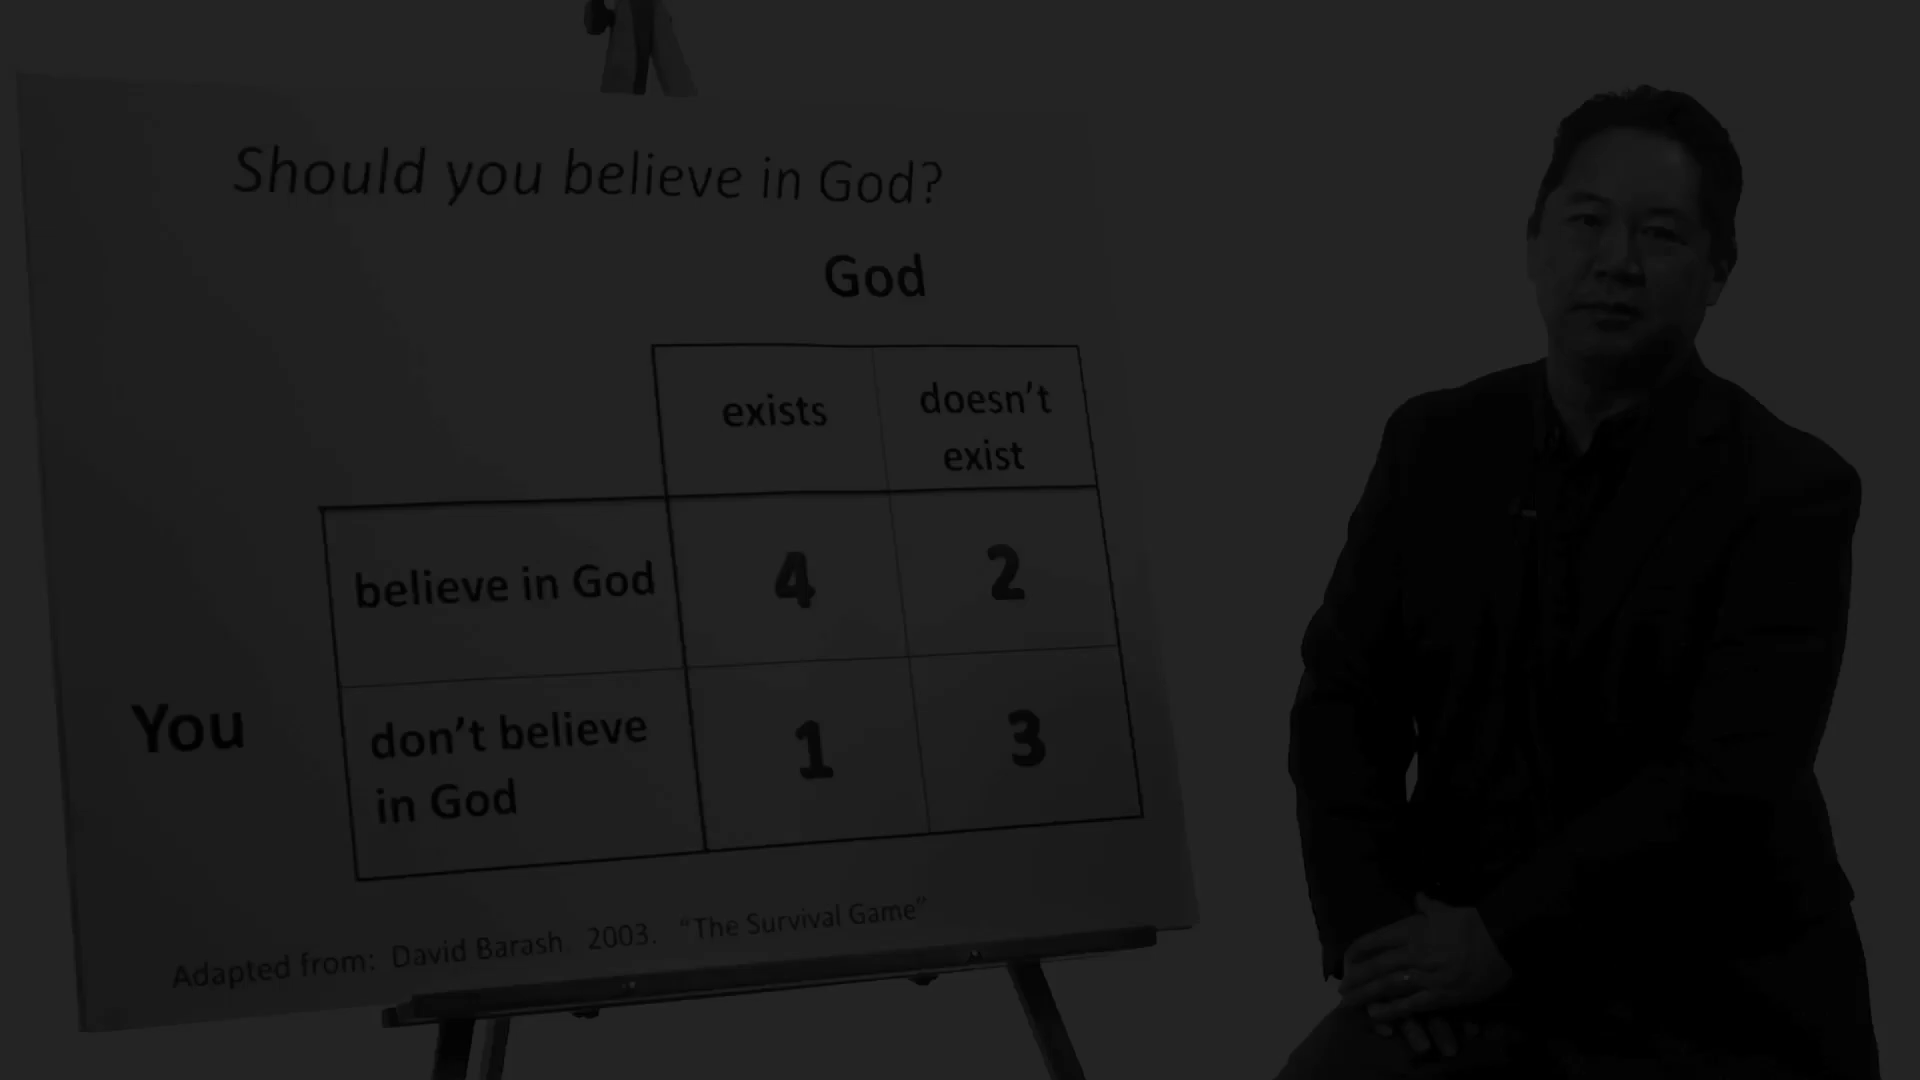 Should you believe in God?
God
exists
doesn't
exist
believe in God
4
2
You
don't believe
in God
1
3
Adapted from: David Barash 2003. "The Survival Game"